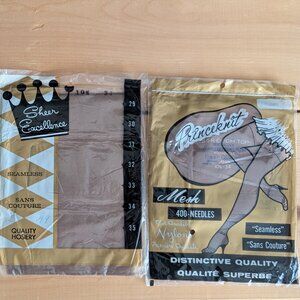 Sheer
Excellence
SEAMLESS
SANS
COUTURE
QUALITY
HOSIERY
29
30
31
32
33
34
35
Princeknit
Mesh
400-NEEDLES
Nylon
"Seamless"
"Sans Couture"
DISTINCTIVE QUALITY
QUALITÉ SUPERBE